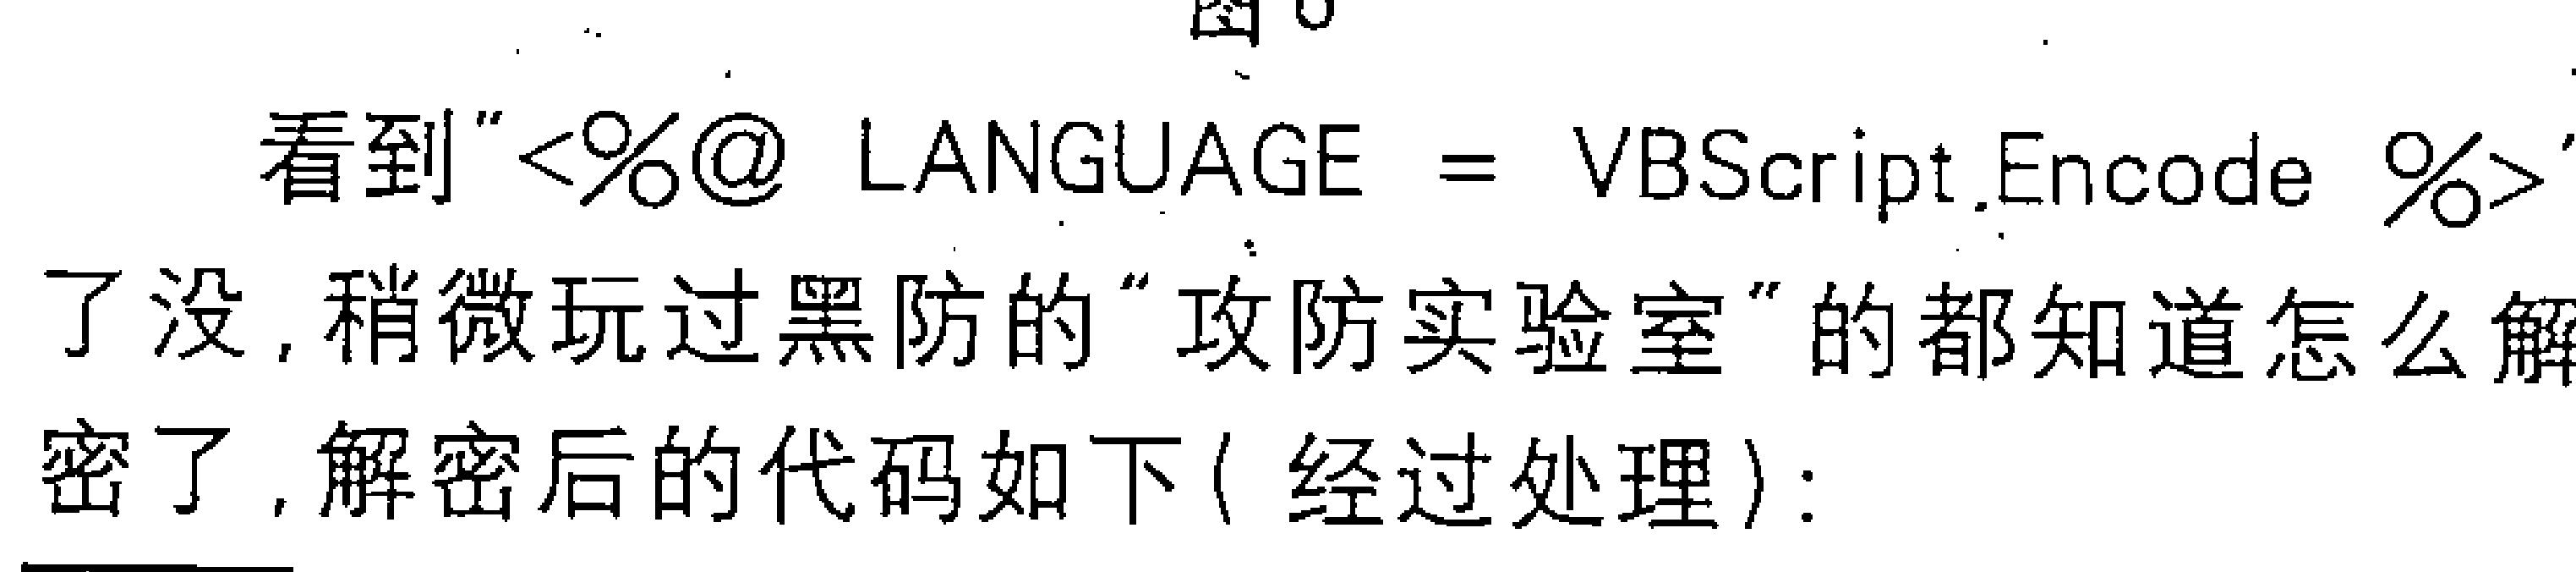 看到"<%@ LANGUAGE = VBScript.Encode %>"
了没,稍微玩过黑防的"攻防实验室"的都知道怎么解
密了,解密后的代码如下(经过处理):